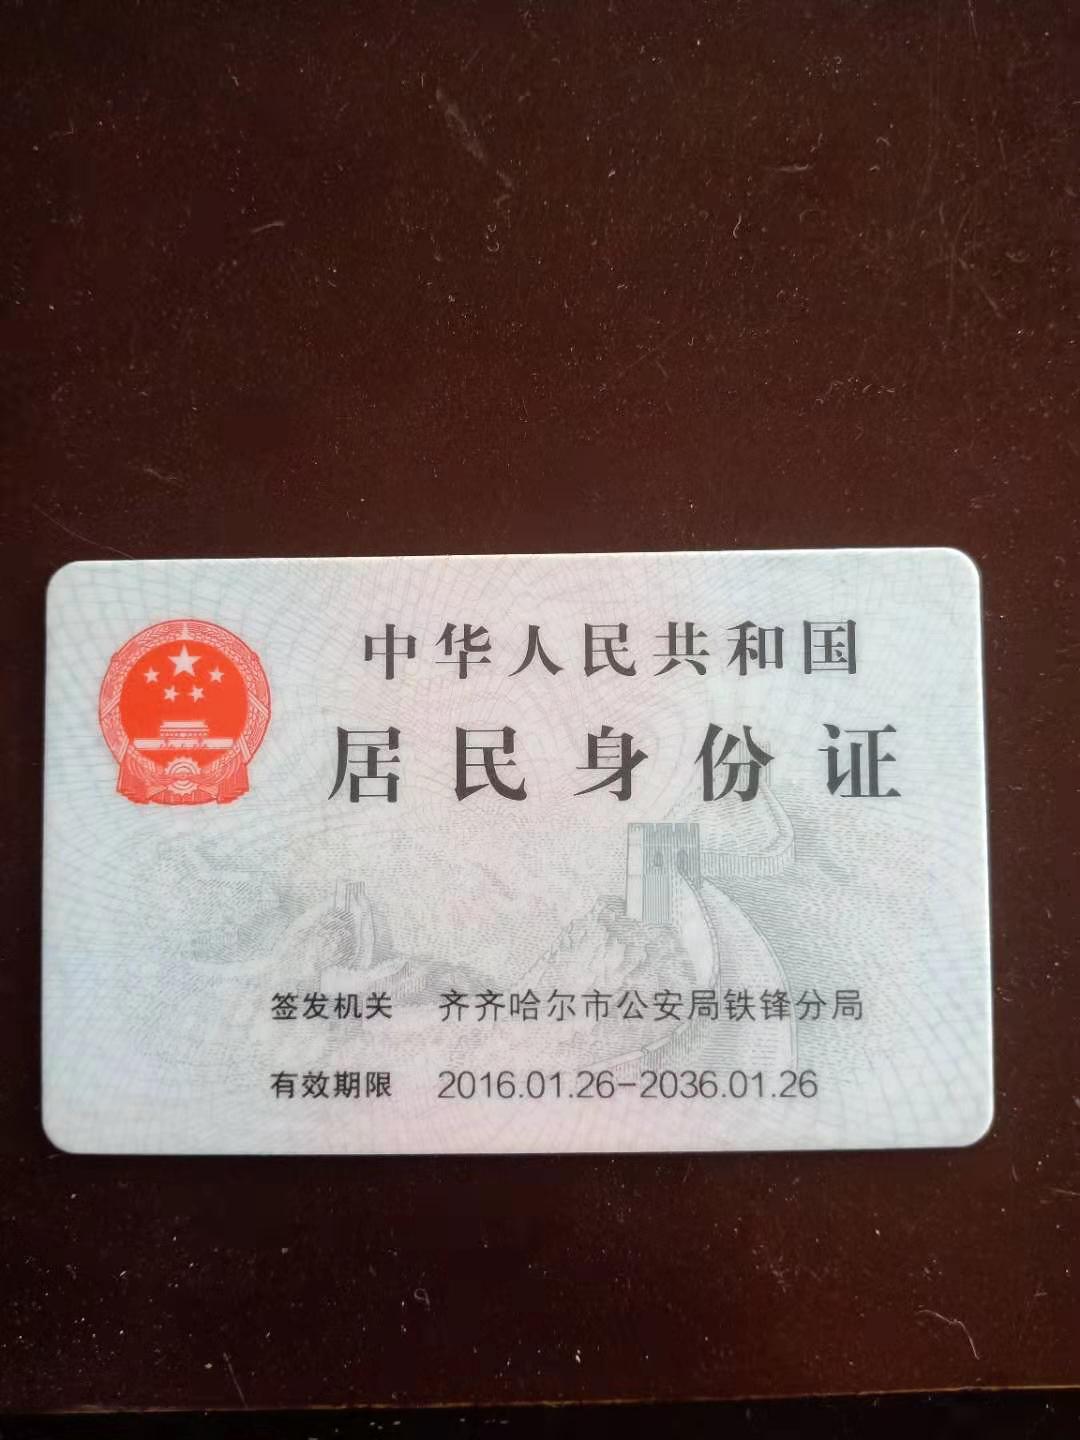 中华人民共和国
居民身份证
签发机关 齐齐哈尔市公安局铁锋分局
有效期限 2016.01.26-2036.01.26